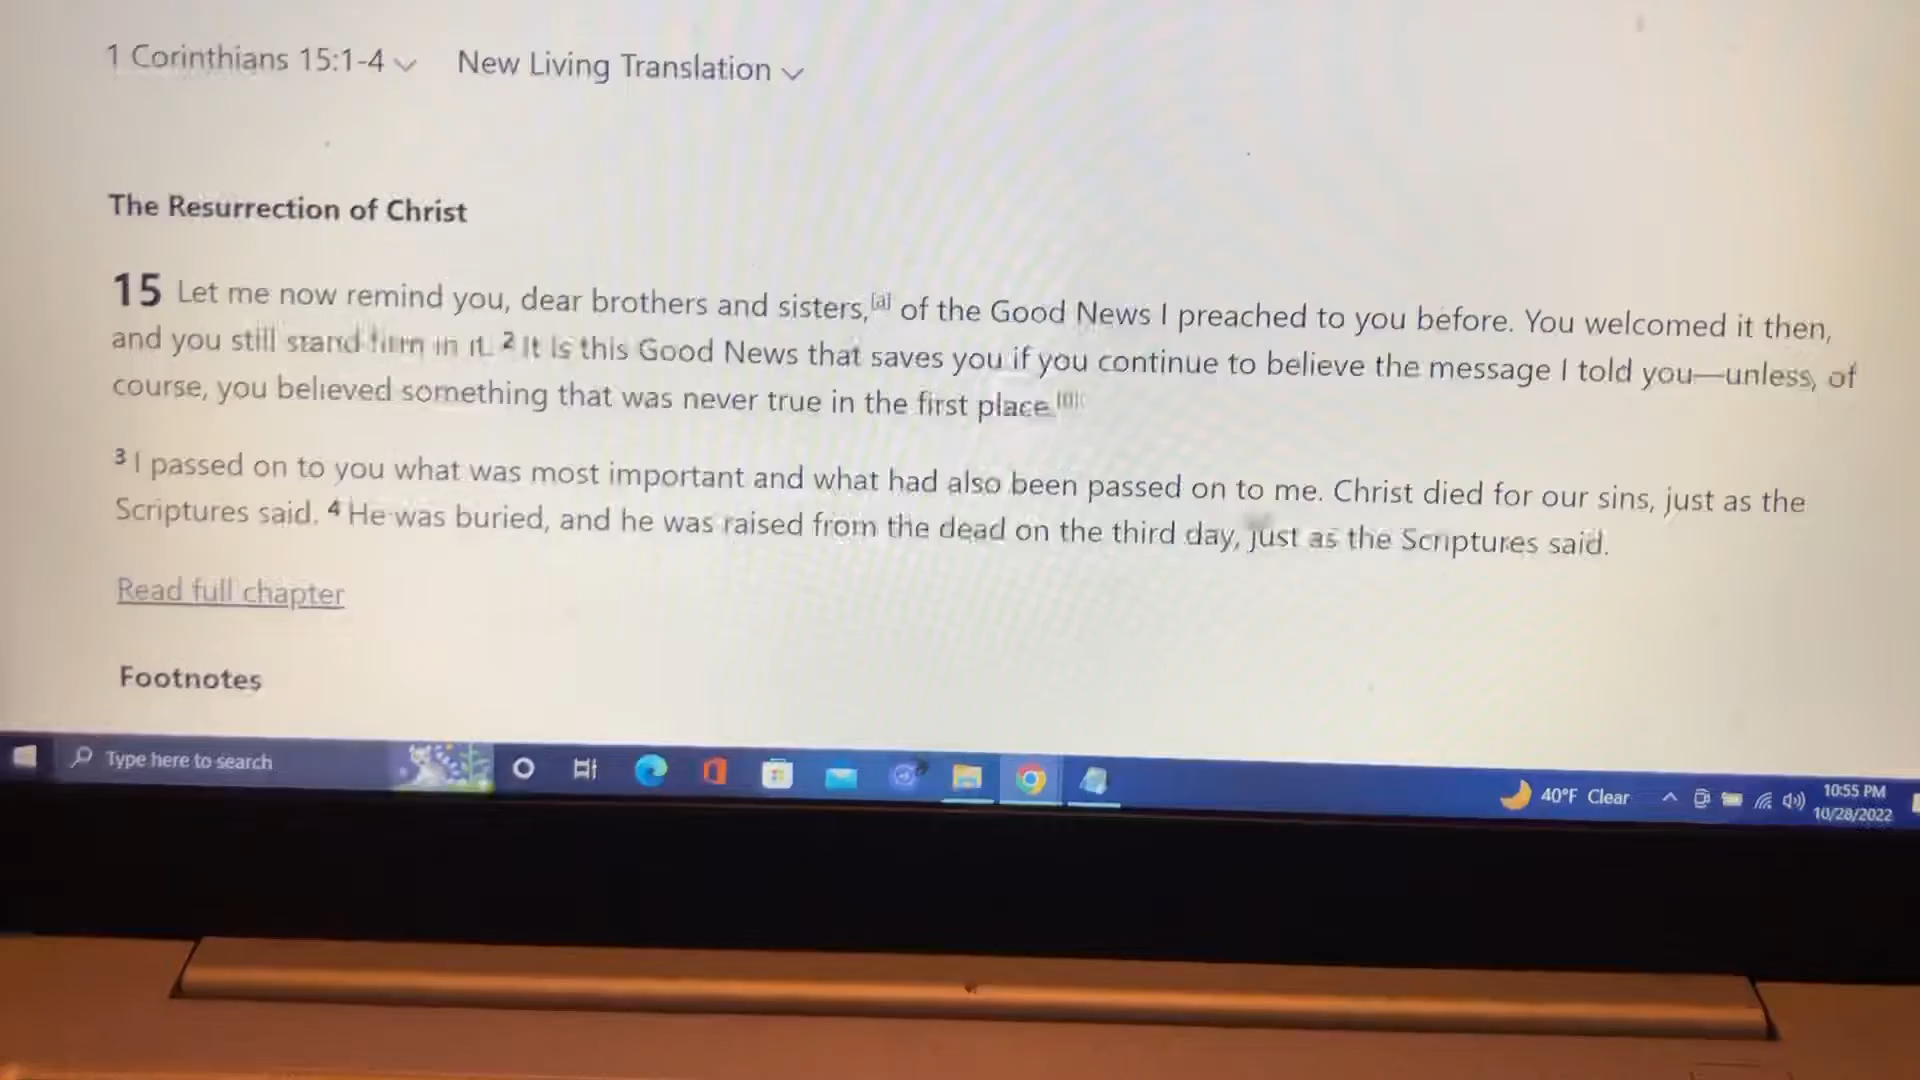 1 Corinthians 15:1-4 New Living Translation
The Resurrection of Christ
15 Let me now remind you, dear brothers and sisters,[a] of the Good News I preached to you before. You welcomed it then,
and you still stand firm in it. 2 It is this Good News that saves you if you continue to believe the message I told you—unless, of
course, you believed something that was never true in the first place.
3 I passed on to you what was most important and what had also been passed on to me. Christ died for our sins, just as the
Scriptures said. 4 He was buried, and he was raised from the dead on the third day, just as the Scriptures said.
Read full chapter
Footnotes
Type here to search
40°F Clear
10:55 PM
10/28/2022